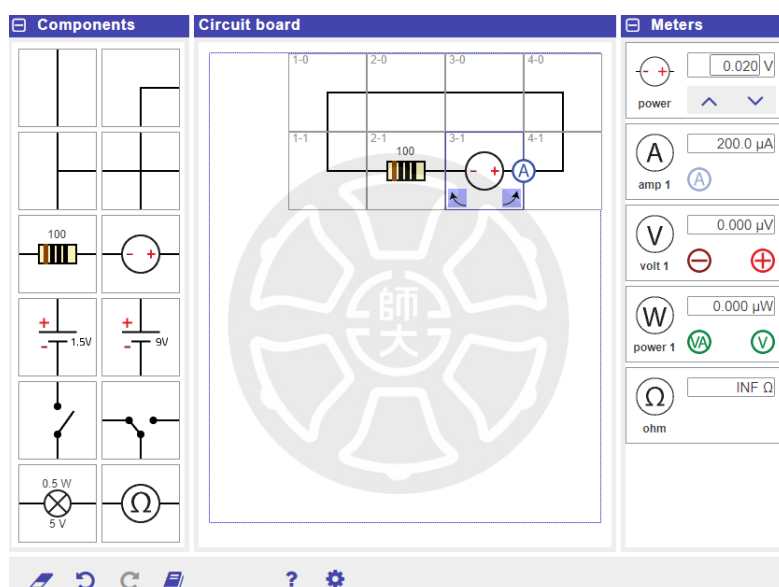 Components
Circuit board
Meters
1-0
2-0
3-0
4-0
1-1
2-1
3-1
4-1
100
- +
A
師大
100
- +
+
-
1.5V
+
-
9V
0.5 W
5 V
Ω
- +
power
0.020 V
A
amp 1
200.0 µA
A
V
volt 1
0.000 µV
W
power 1
0.000 µW
VA
V
Ω
ohm
INF Ω
?